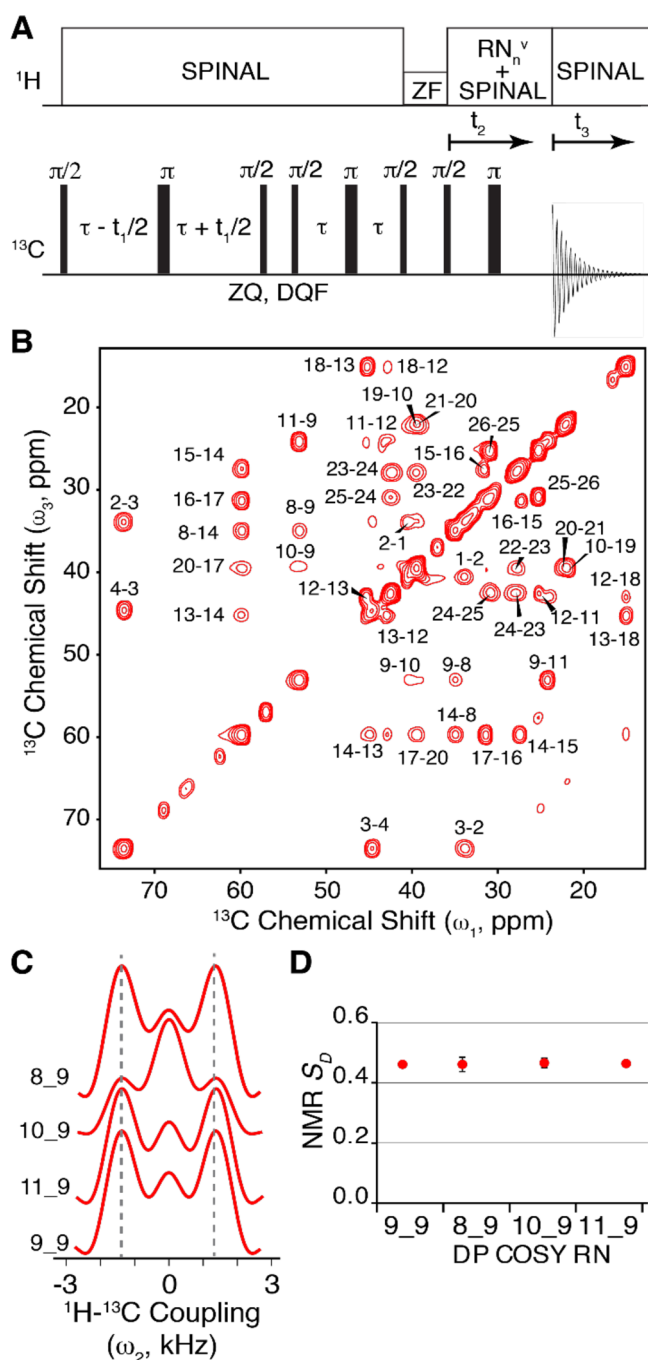 A
¹H
SPINAL
ZF
RNₙᵛ
+
SPINAL
SPINAL
t₂
t₃
π/2 π π/2 π/2 π π/2 π/2 π
¹³C
τ - t₁/2
τ + t₁/2
τ
τ
ZQ, DQF
B
¹³C Chemical Shift (ω₃, ppm)
20
30
40
50
60
70
18-13
18-12
19-10
21-20
11-9
11-12
26-25
15-16
15-14
23-24
23-22
25-26
2-3
16-17
25-24
16-15
8-14
8-9
2-1
20-21
20-17
10-9
1-2
22-23
10-19
4-3
12-13
12-18
13-14
13-12
24-25
24-23
12-11
13-18
9-10
9-8
9-11
14-13
17-20
14-8
17-16
14-15
3-4
3-2
70 60 50 40 30 20
¹³C Chemical Shift (ω₁, ppm)
C
8_9
10_9
11_9
9_9
-3 0 3
¹H-¹³C Coupling
(ω₂, kHz)
D
NMR S_D
0.6
0.4
0.2
0.0
9_9 8_9 10_9 11_9
DP COSY RN